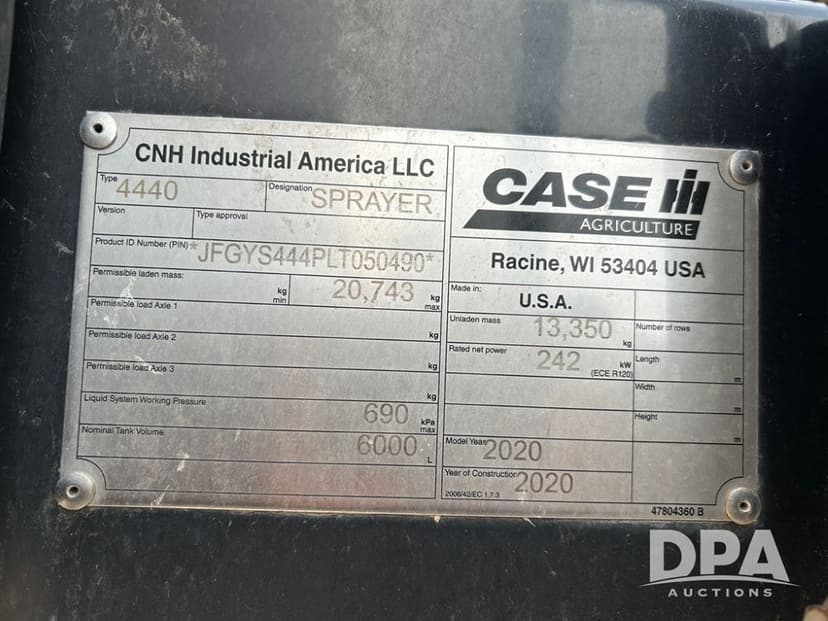 CNH Industrial America LLC
Type 4440
Designation SPRAYER
Version
Type approval
Product ID Number (PIN) *JFGYS444PLT050490*
Permissible laden mass:
kg min
20,743 kg max
Permissible load Axle 1
kg
Permissible load Axle 2
kg
Permissible load Axle 3
kg
Liquid System Working Pressure
690 kPa max
Nominal Tank Volume
6000 L
CASE IH
AGRICULTURE
Racine, WI 53404 USA
Made in:
U.S.A.
Unladen mass 13,350 kg
Number of rows
Rated net power 242 kW (ECE R120)
Length
m
Width
m
Height
m
Model Year 2020
Year of Construction 2020
2006/42/EC 1.7.3
47804360 B
DPA
AUCTIONS